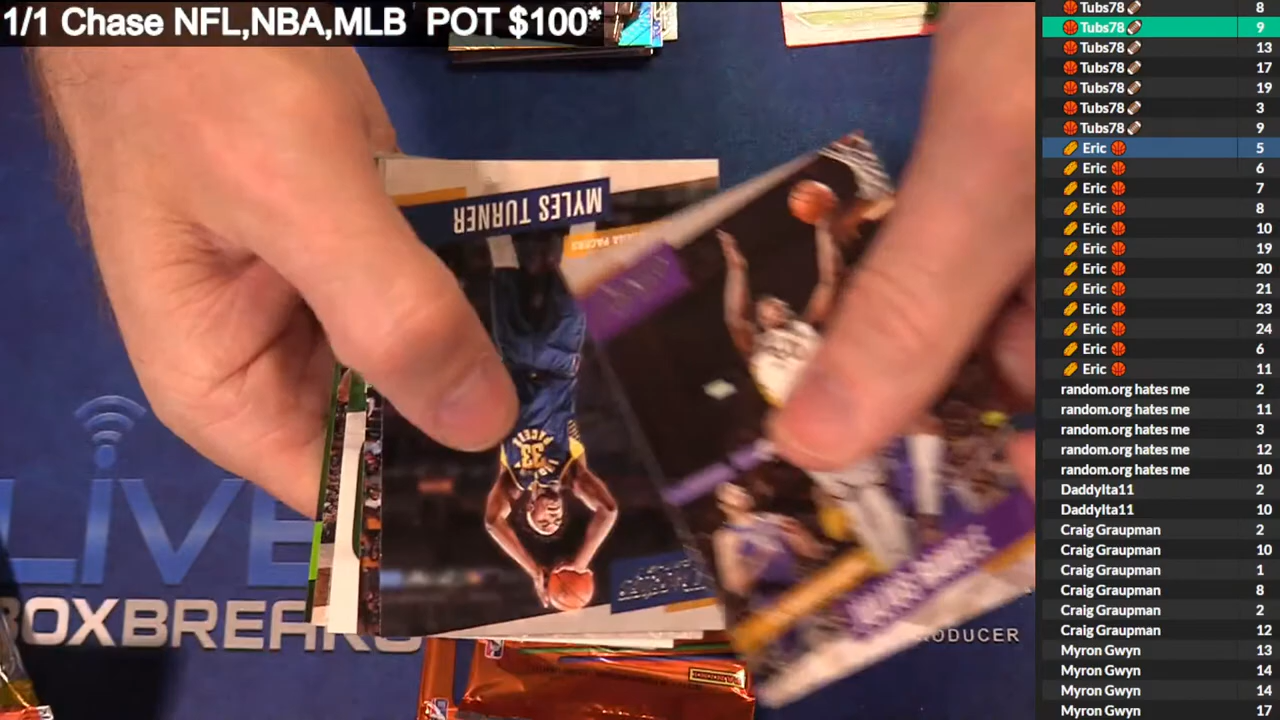 1/1 Chase NFL,NBA,MLB POT $100*
MYLES TURNER
INDIANA PACERS
PACERS
33
LIVE
BOXBREAKS
PRODUCER
Tubs78 8
Tubs78 9
Tubs78 13
Tubs78 17
Tubs78 19
Tubs78 3
Tubs78 9
Eric 5
Eric 6
Eric 7
Eric 8
Eric 10
Eric 19
Eric 20
Eric 21
Eric 23
Eric 24
Eric 6
Eric 11
random.org hates me 2
random.org hates me 11
random.org hates me 3
random.org hates me 12
random.org hates me 10
DaddyIta11 2
DaddyIta11 10
Craig Graupman 2
Craig Graupman 10
Craig Graupman 1
Craig Graupman 8
Craig Graupman 2
Craig Graupman 12
Myron Gwyn 13
Myron Gwyn 14
Myron Gwyn 14
Myron Gwyn 17